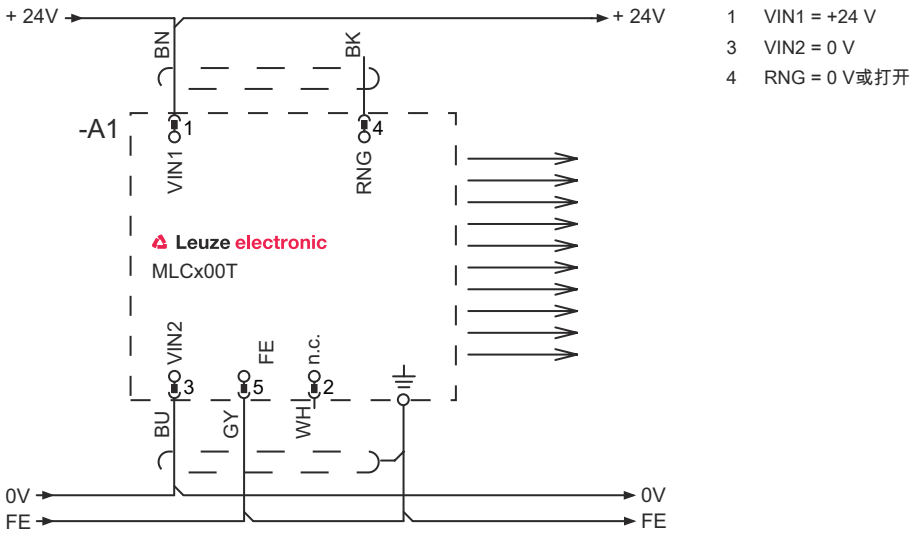 + 24V
+ 24V
1 VIN1 = +24 V
3 VIN2 = 0 V
4 RNG = 0 V或打开
BN
BK
-A1
1
4
VIN1
RNG
Leuze electronic
MLCx00T
VIN2
FE
n.c.
3
5
2
BU
GY
WH
0V
0V
FE
FE